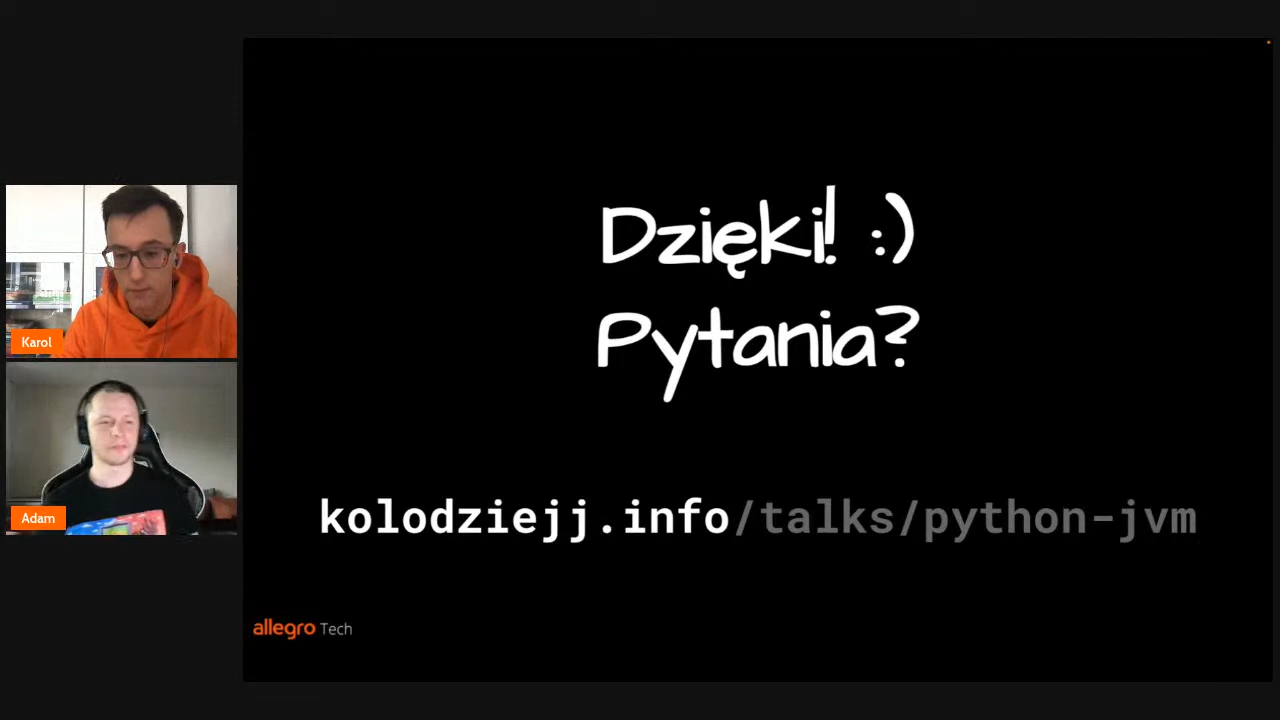 Dzięki! :)
Pytania?
kolodziejj.info/talks/python-jvm
Karol
Adam
allegro Tech